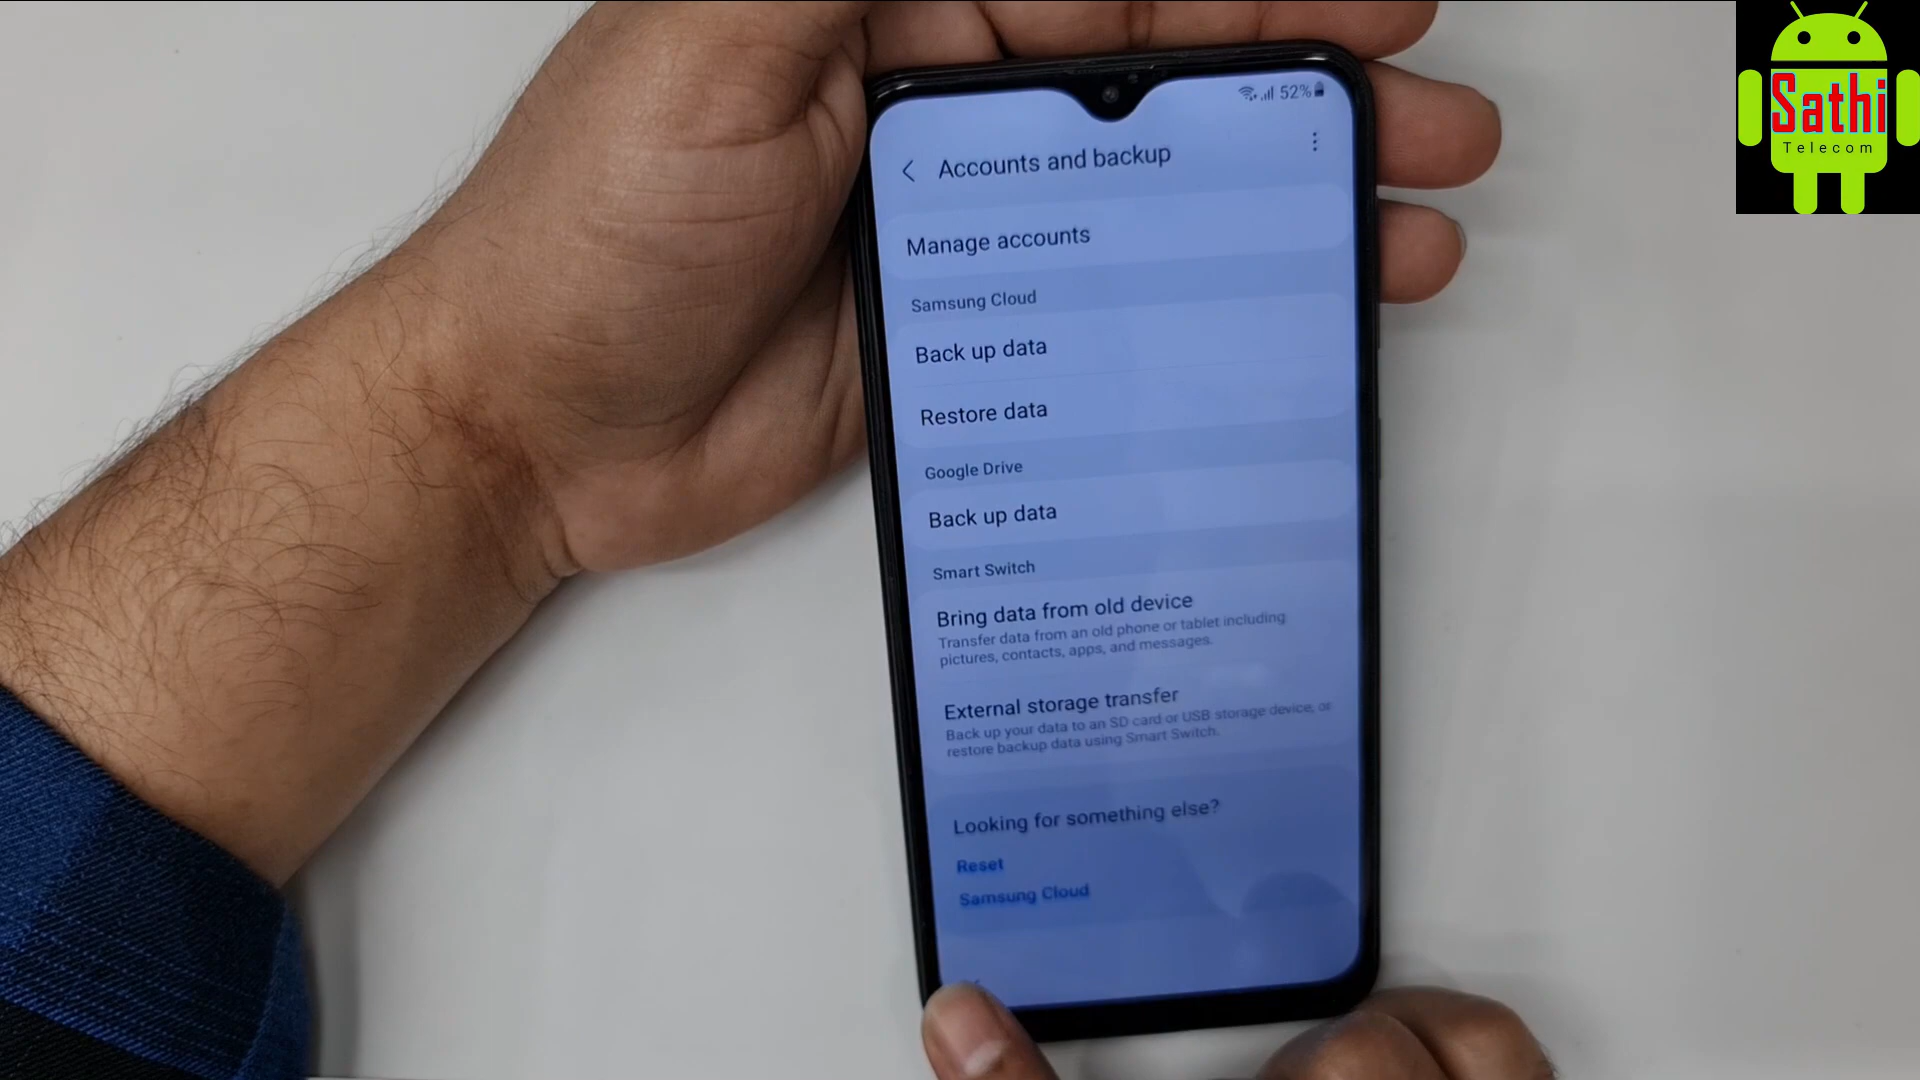 52%
Accounts and backup
Manage accounts
Samsung Cloud
Back up data
Restore data
Google Drive
Back up data
Smart Switch
Bring data from old device
Transfer data from an old phone or tablet including
pictures, contacts, apps, and messages.
External storage transfer
Back up your data to an SD card or USB storage device, or
restore backup data using Smart Switch.
Looking for something else?
Reset
Samsung Cloud
Sathi
Telecom